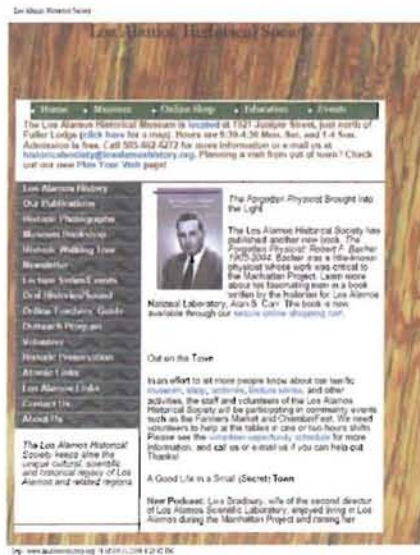 Los Alamos Historical Society
Los Alamos Historical Society
Home
Museum
Online Shop
Education
Events
The Los Alamos Historical Museum is located at 1921 Juniper Street, just north of
Fuller Lodge (click here for a map). Hours are 9:30-4:30 Mon.-Sat. and 1-4 Sun.
Admission is free. Call 505-662-6272 for more information or e-mail us at
historicalsociety@losalamoshistory.org. Planning a visit from out of town? Check
out our new Plan Your Visit page!
Los Alamos History
Our Publications
Historic Photographs
Museum Bookshop
Historic Walking Tour
Newsletter
Lecture Series/Events
Oral Histories/Sound
Online Teachers' Guide
Outreach Program
Volunteer
Historic Preservation
Atomic Links
Los Alamos Links
Contact Us
About Us
The Los Alamos Historical
Society keeps alive the
unique cultural, scientific
and historical legacy of Los
Alamos and related regions
The Forgotten Physicist Brought Into
the Light
The Los Alamos Historical Society has
published another new book, The
Forgotten Physicist: Robert F. Bacher
1905-2004. Bacher was a little-known
physicist whose work was critical to
the Manhattan Project. Learn more
about his fascinating man in a book
written by the historian for Los Alamos
National Laboratory, Alan B. Carr. The book is now
available through our secure online shopping cart.
Out on the Town
In an effort to let more people know about our terrific
museum, shop, archives, lecture series, and other
activities, the staff and volunteers of the Los Alamos
Historical Society will be participating in community events
such as the Farmers Market and ChamberFest. We need
volunteers to help at the tables in one or two hours shifts.
Please see the volunteer opportunity schedule for more
information, and call us or e-mail us if you can help out.
Thanks!
A Good Life in a Small (Secret) Town
New Podcast: Lois Bradbury, wife of the second director
of Los Alamos Scientific Laboratory, enjoyed living in Los
Alamos during the Manhattan Project and raising her